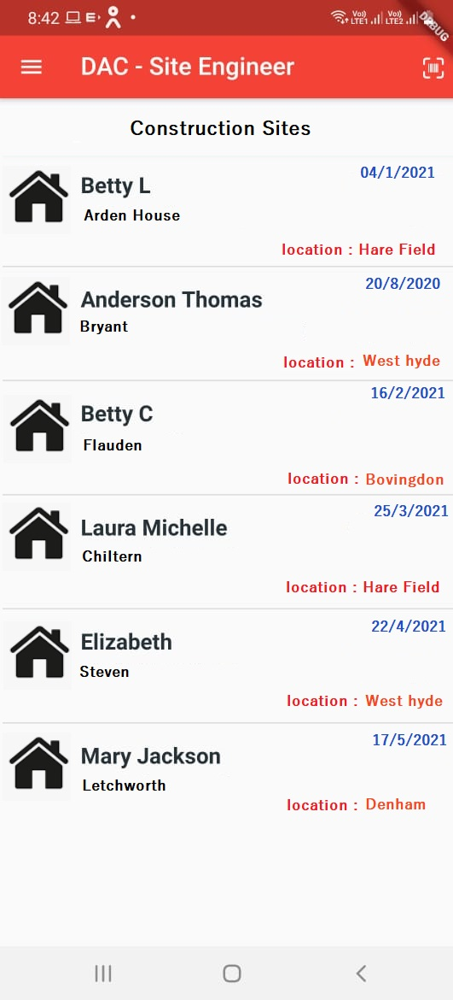 8:42 Vo)) LTE1 Vo)) LTE2
DEBUG
DAC - Site Engineer
Construction Sites
04/1/2021
Betty L
Arden House
location : Hare Field
20/8/2020
Anderson Thomas
Bryant
location : West hyde
16/2/2021
Betty C
Flauden
location : Bovingdon
25/3/2021
Laura Michelle
Chiltern
location : Hare Field
22/4/2021
Elizabeth
Steven
location : West hyde
17/5/2021
Mary Jackson
Letchworth
location : Denham